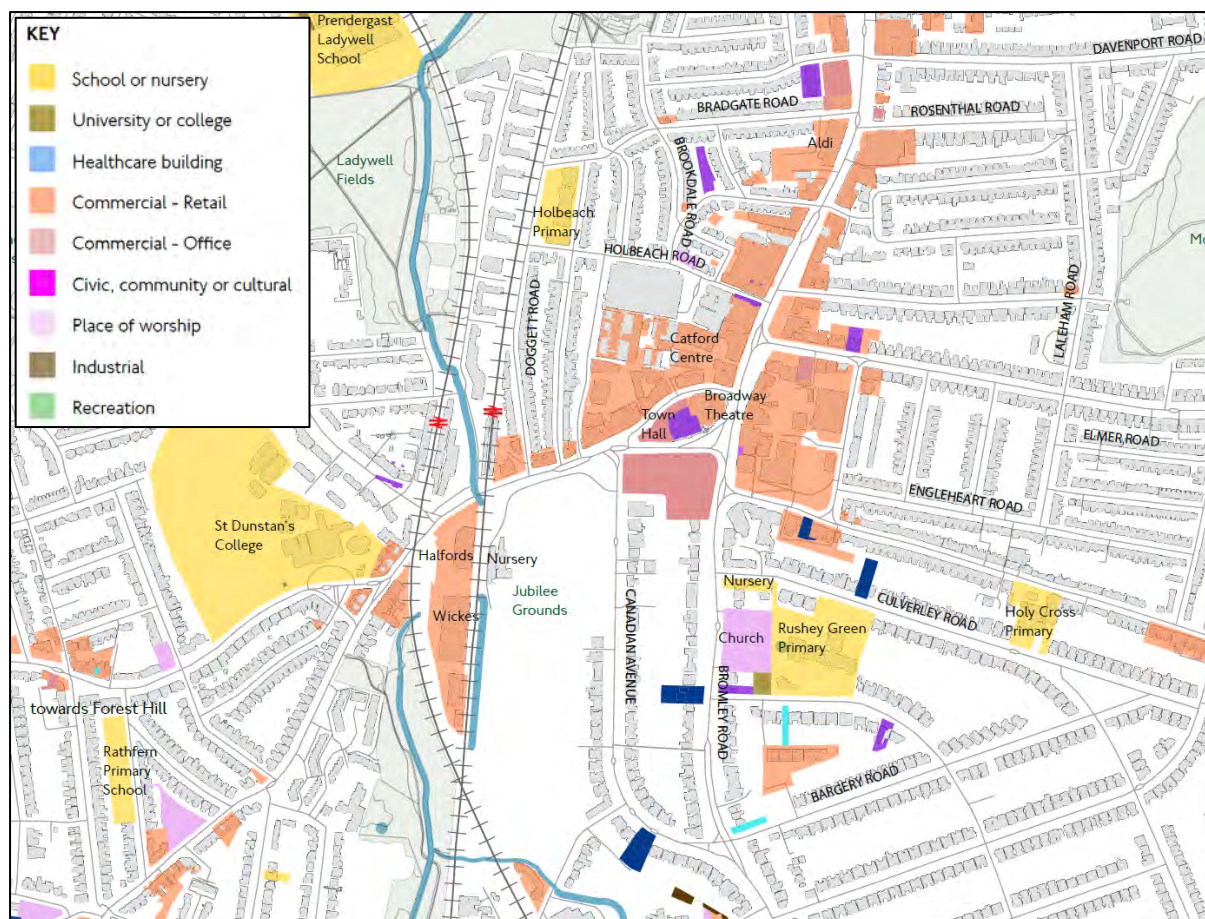 KEY
School or nursery
University or college
Healthcare building
Commercial - Retail
Commercial - Office
Civic, community or cultural
Place of worship
Industrial
Recreation
Prendergast
Ladywell
School
DAVENPORT ROAD
BRADGATE ROAD
ROSENTHAL ROAD
Ladywell
Fields
BROOKDALE ROAD
Aldi
Holbeach
Primary
HOLBEACH ROAD
Mo
LALEHAM ROAD
DOGGETT ROAD
Catford
Centre
Broadway
Theatre
Town
Hall
ELMER ROAD
ENGLEHEART ROAD
St Dunstan's
College
Halfords
Nursery
Jubilee
Grounds
Wickes
CANADIAN AVENUE
Nursery
CULVERLEY ROAD
Holy Cross
Primary
Church
Rushey Green
Primary
BROMLEY ROAD
towards Forest Hill
Rathfern
Primary
School
BARGERY ROAD